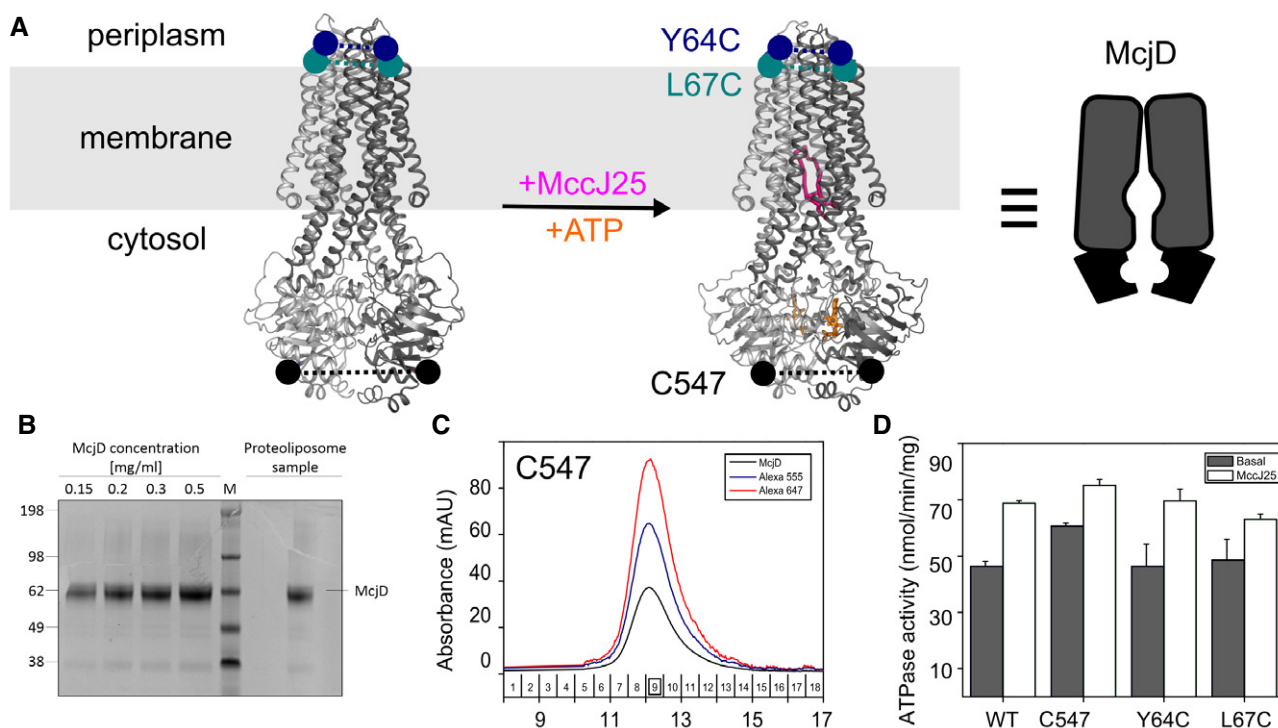 A
periplasm
membrane
cytosol
+MccJ25
+ATP
Y64C
L67C
C547
McjD
B
McjD concentration
[mg/ml]
Proteoliposome
sample
0.15 0.2 0.3 0.5 M
198
98
62
49
38
McjD
C
C547
McjD
Alexa 555
Alexa 647
Absorbance (mAU)
80
60
40
20
0
1 2 3 4 5 6 7 8 9 10 11 12 13 14 15 16 17 18
9 11 13 15 17
D
Basal
MccJ25
ATPase activity (nmol/min/mg)
90
70
50
30
10
WT C547 Y64C L67C